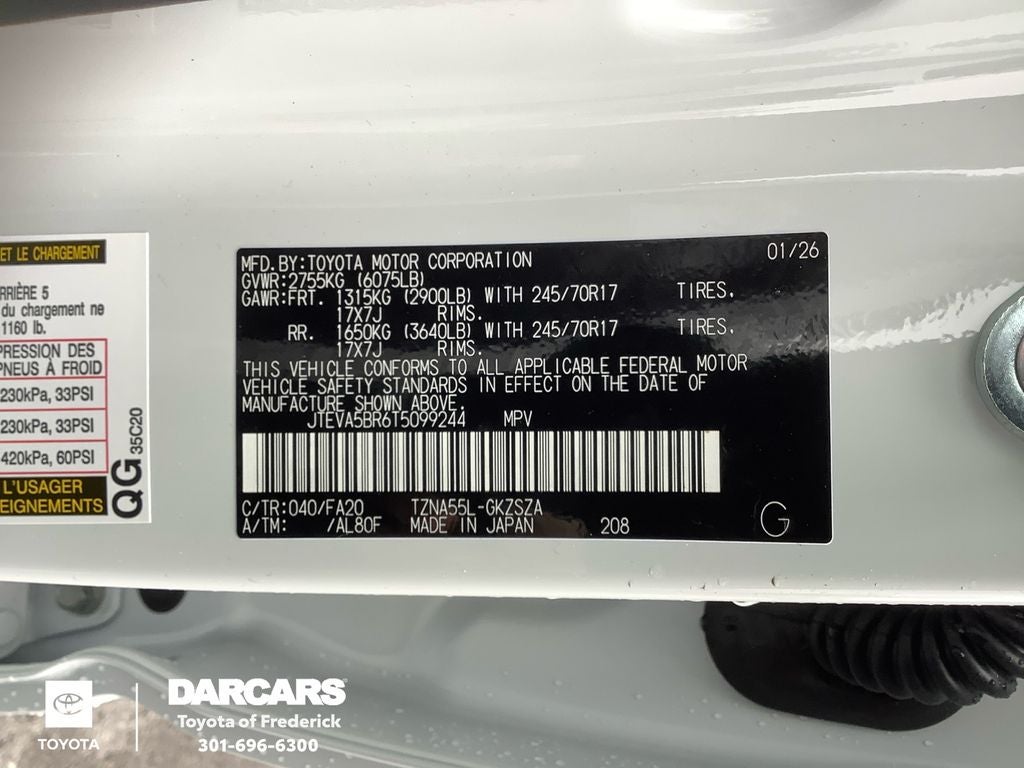 ET LE CHARGEMENT
RRIÈRE 5
du chargement ne
1160 lb.
PRESSION DES
PNEUS À FROID
230kPa, 33PSI
230kPa, 33PSI
420kPa, 60PSI
L'USAGER
EIGNEMENTS
QG 35C20
MFD.BY:TOYOTA MOTOR CORPORATION 01/26
GVWR:2755KG (6075LB)
GAWR:FRT. 1315KG (2900LB) WITH 245/70R17 TIRES,
17X7J RIMS.
RR. 1650KG (3640LB) WITH 245/70R17 TIRES,
17X7J RIMS.
THIS VEHICLE CONFORMS TO ALL APPLICABLE FEDERAL MOTOR
VEHICLE SAFETY STANDARDS IN EFFECT ON THE DATE OF
MANUFACTURE SHOWN ABOVE.
JTEVA5BR6T5099244 MPV
C/TR:040/FA20 TZNA55L-GKZSZA
A/TM: /AL80F MADE IN JAPAN 208 G
TOYOTA
DARCARS
Toyota of Frederick
301-696-6300